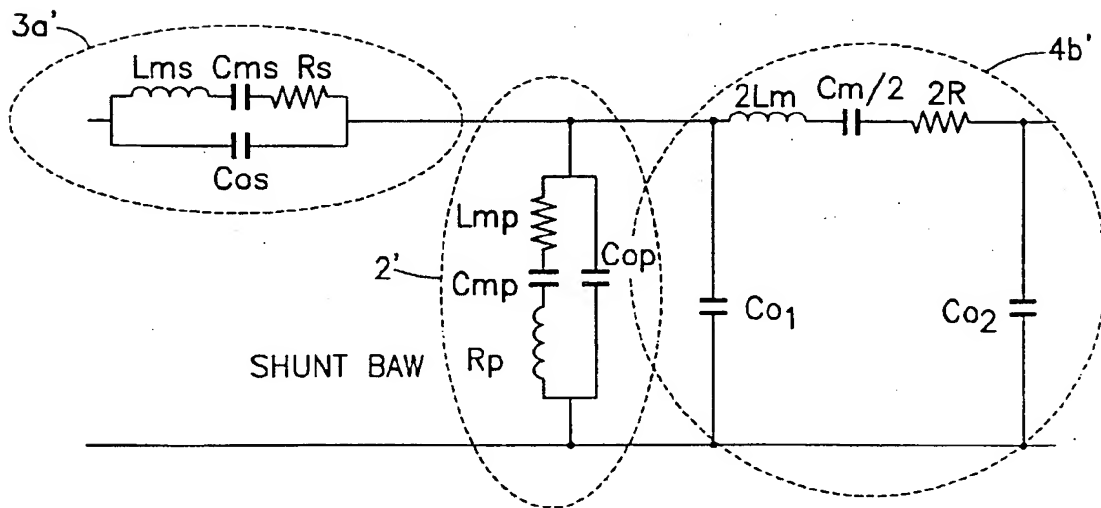 3a'
4b'
Lms Cms Rs
Cos
2Lm Cm/2 2R
2'
Lmp
Cop
Cmp
Rp
Co1
Co2
SHUNT BAW